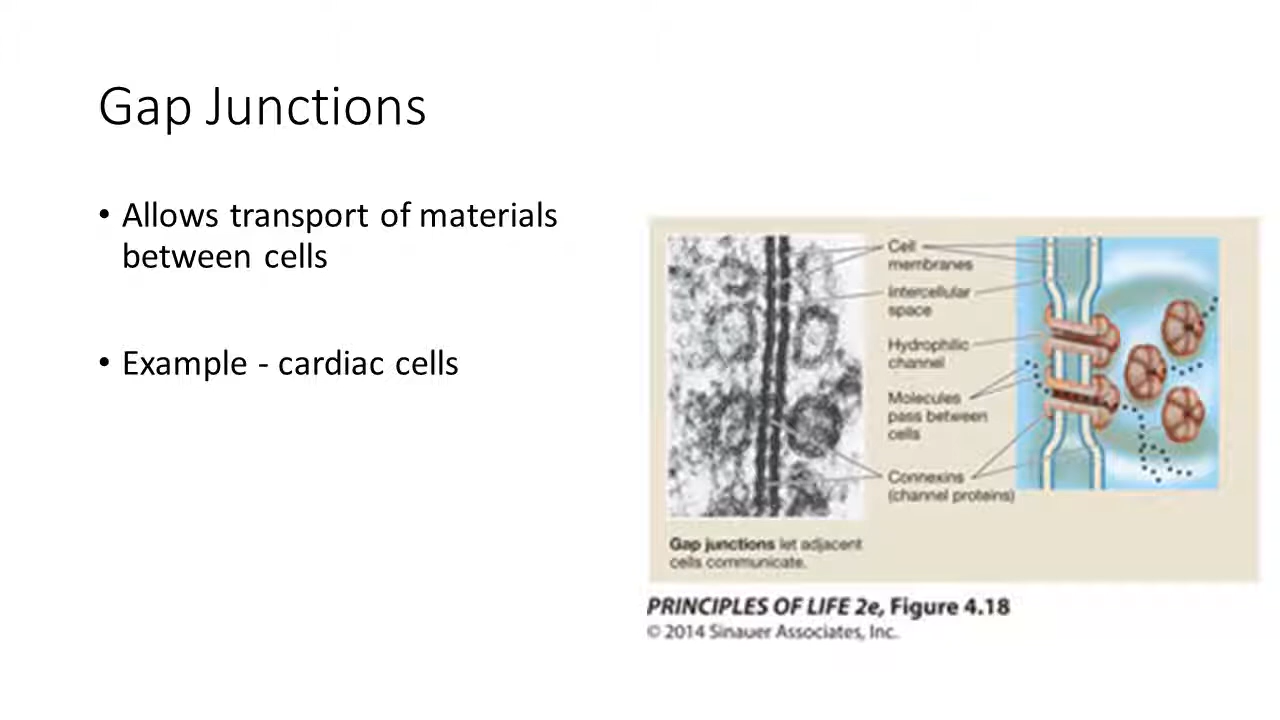 Gap Junctions
• Allows transport of materials
between cells
• Example - cardiac cells
Cell
membranes
Intercellular
space
Hydrophilic
channel
Molecules
pass between
cells
Connexins
(channel proteins)
Gap junctions let adjacent
cells communicate.
PRINCIPLES OF LIFE 2e, Figure 4.18
© 2014 Sinauer Associates, Inc.